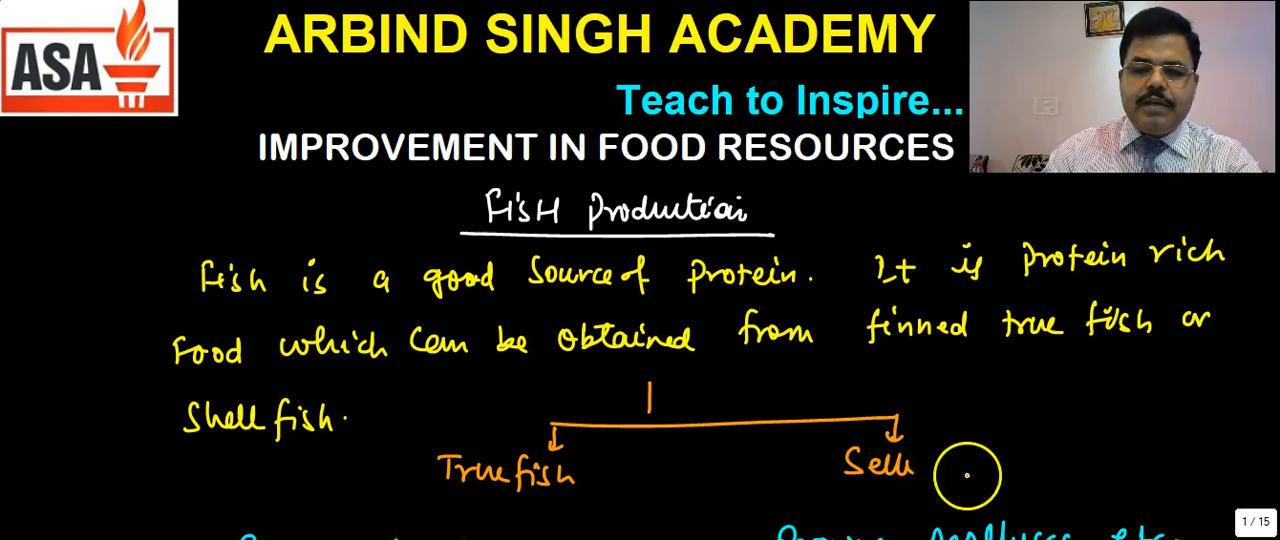 ASA
ARBIND SINGH ACADEMY
Teach to Inspire...
IMPROVEMENT IN FOOD RESOURCES
FisH Production
Fish is a good source of protein. It is protein rich
Food which can be obtained from finned true fish or
Shell fish.
True fish Sell
etc
1 / 15